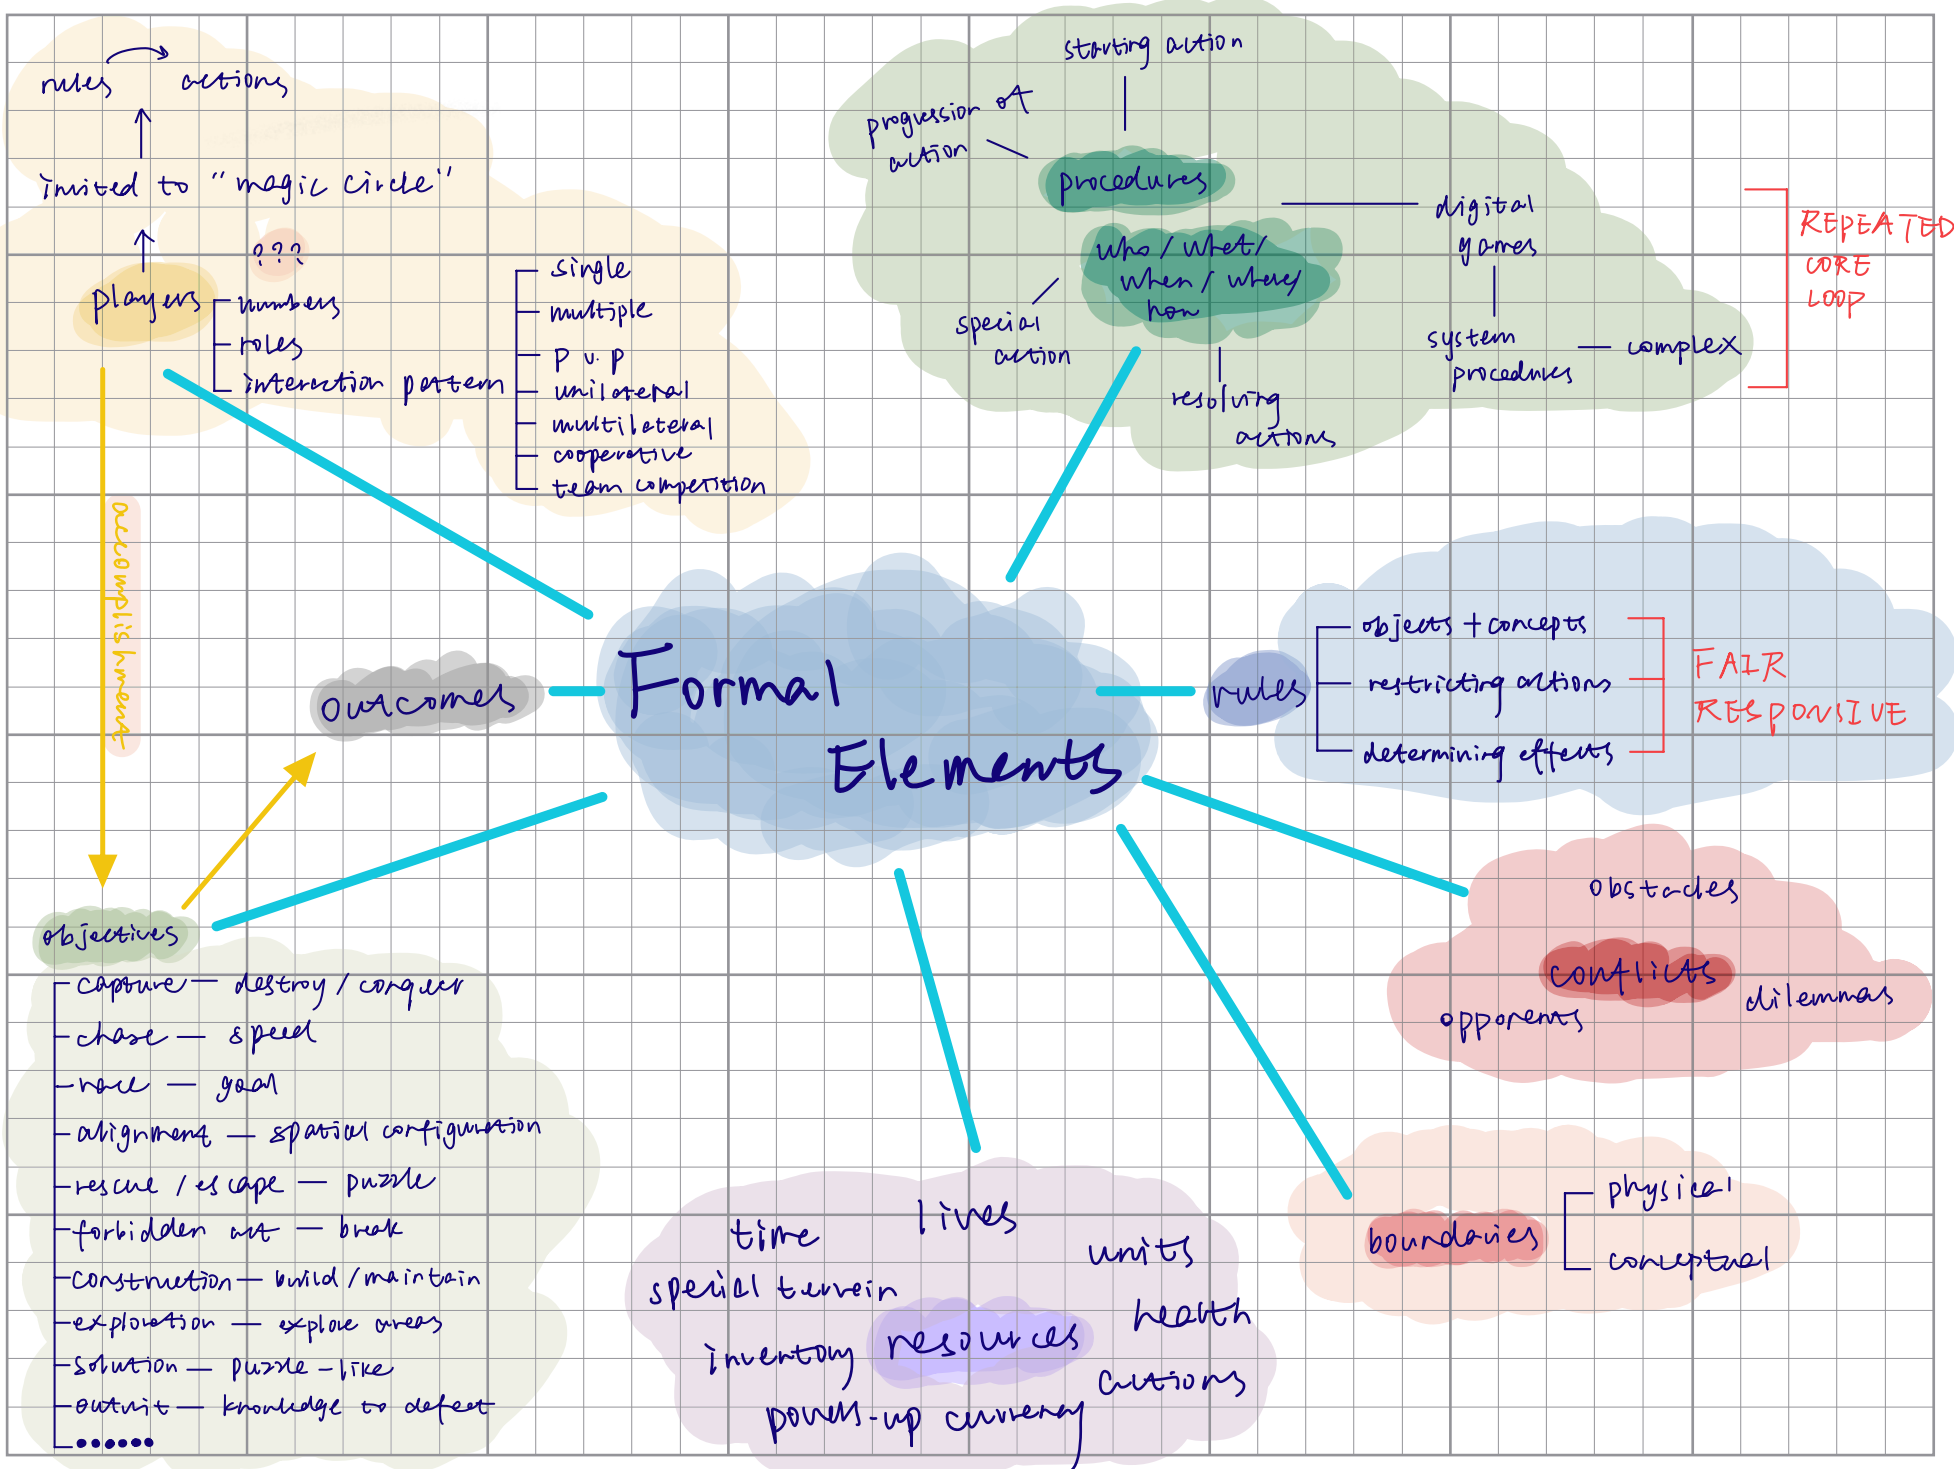 rules actions
invited to "magic circle"
???
players
numbers
roles
interaction pattern
single
multiple
p v. p
unilateral
multilateral
cooperative
team competition
accomplishment
starting action
progression of
action
procedures
who / what /
when / where /
how
special
action
resolving
actions
digital
games
system
procedures
complex
REPEATED
CORE
LOOP
Formal
Elements
outcomes
rules
objects + concepts
restricting actions
determining effects
FAIR
RESPONSIVE
obstacles
conflicts
opponents
dilemmas
boundaries
physical
conceptual
objectives
capture — destroy / conquer
chase — speed
race — goal
alignment — spatial configuration
rescue / escape — puzzle
forbidden act — break
construction — build / maintain
exploration — explore areas
solution — puzzle-like
outwit — knowledge to defeat
••••••
time
lives
units
special terrein
health
inventory
resources
actions
powers-up currency